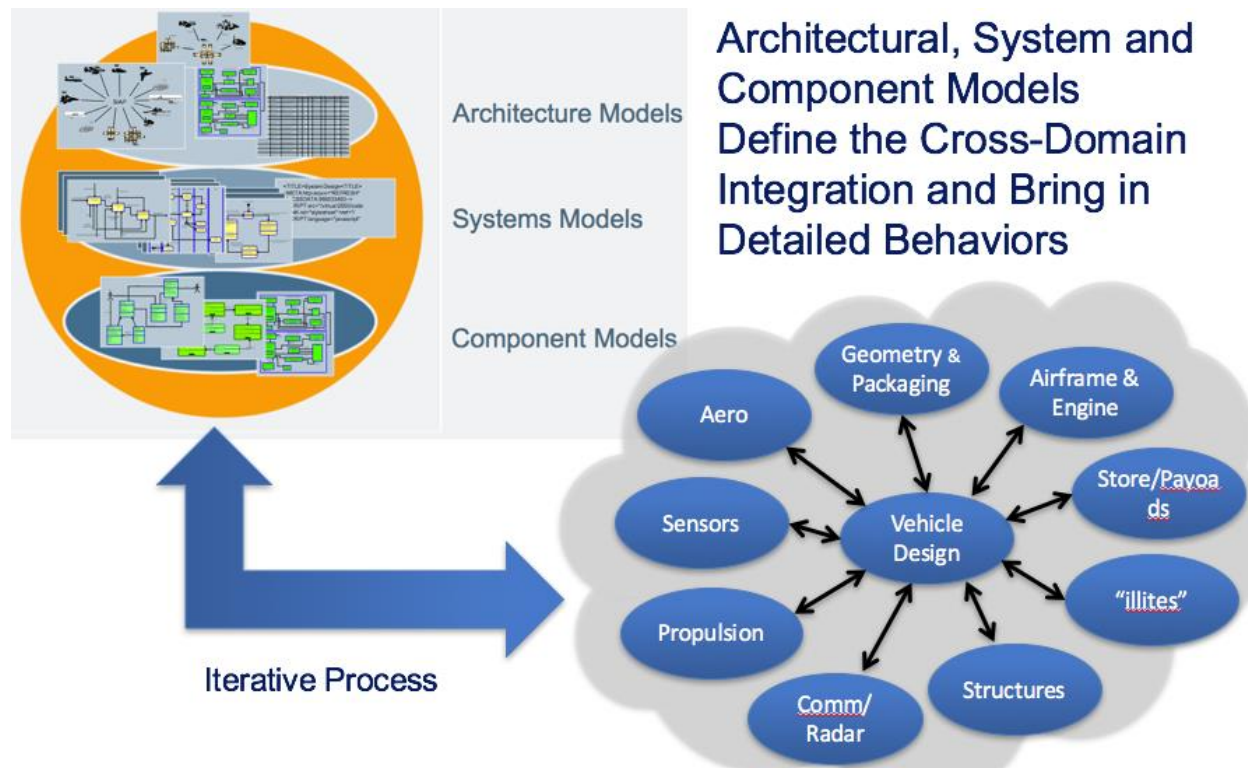 Architectural, System and
Component Models
Define the Cross-Domain
Integration and Bring in
Detailed Behaviors
Architecture Models
Systems Models
Component Models
SIAP
Iterative Process
Geometry &
Packaging
Airframe &
Engine
Aero
Store/Payoa
ds
Sensors
Vehicle
Design
"illites"
Propulsion
Structures
Comm/
Radar